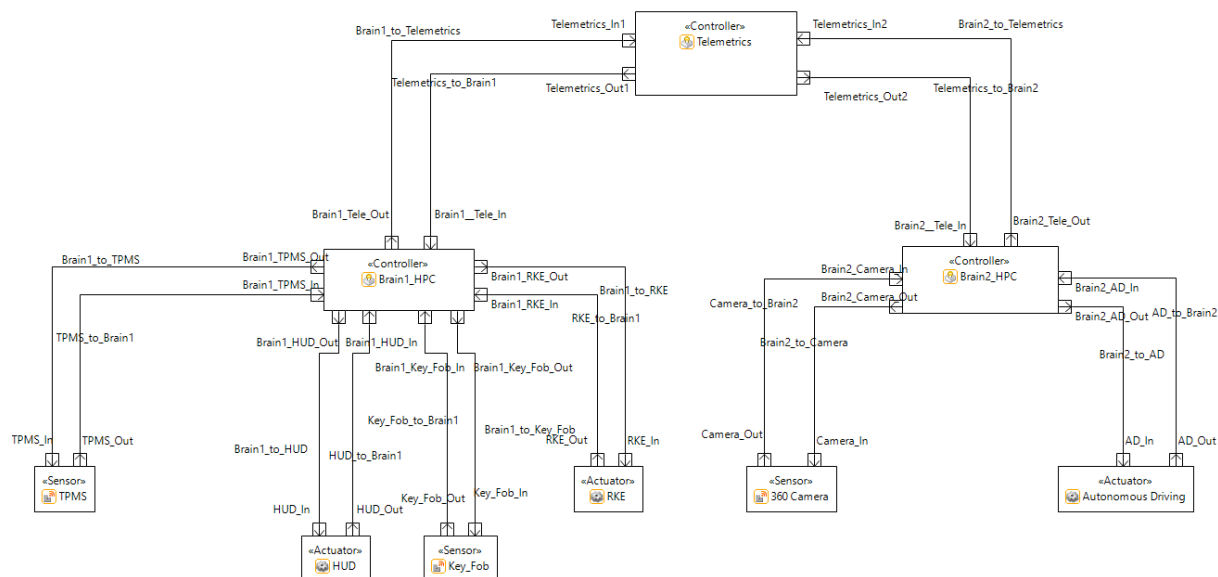 Telemetrics_In1
Telemetrics_In2
Brain2_to_Telemetrics
Brain1_to_Telemetrics
«Controller»
Telemetrics
Telemetrics_to_Brain1
Telemetrics_Out1
Telemetrics_Out2
Telemetrics_to_Brain2
Brain1_Tele_Out
Brain1__Tele_In
Brain2__Tele_In
Brain2_Tele_Out
Brain1_to_TPMS
Brain1_TPMS_Out
«Controller»
Brain1_HPC
Brain1_RKE_Out
Brain1_TPMS_In
Brain1_to_RKE
Brain1_RKE_In
RKE_to_Brain1
TPMS_to_Brain1
Brain1_HUD_Out
Brain1_HUD_In
Brain1_Key_Fob_In
Brain1_Key_Fob_Out
Brain2_Camera_In
«Controller»
Brain2_HPC
Brain2_AD_In
Camera_to_Brain2
Brain2_Camera_Out
Brain2_AD_Out
AD_to_Brain2
Brain2_to_Camera
Brain2_to_AD
Key_Fob_to_Brain1
Brain1_to_Key_Fob
TPMS_In
TPMS_Out
Brain1_to_HUD
HUD_to_Brain1
RKE_Out
RKE_In
Camera_Out
Camera_In
AD_In
AD_Out
«Sensor»
TPMS
«Actuator»
RKE
«Sensor»
360 Camera
«Actuator»
Autonomous Driving
HUD_In
HUD_Out
Key_Fob_Out
Key_Fob_In
«Actuator»
HUD
«Sensor»
Key_Fob